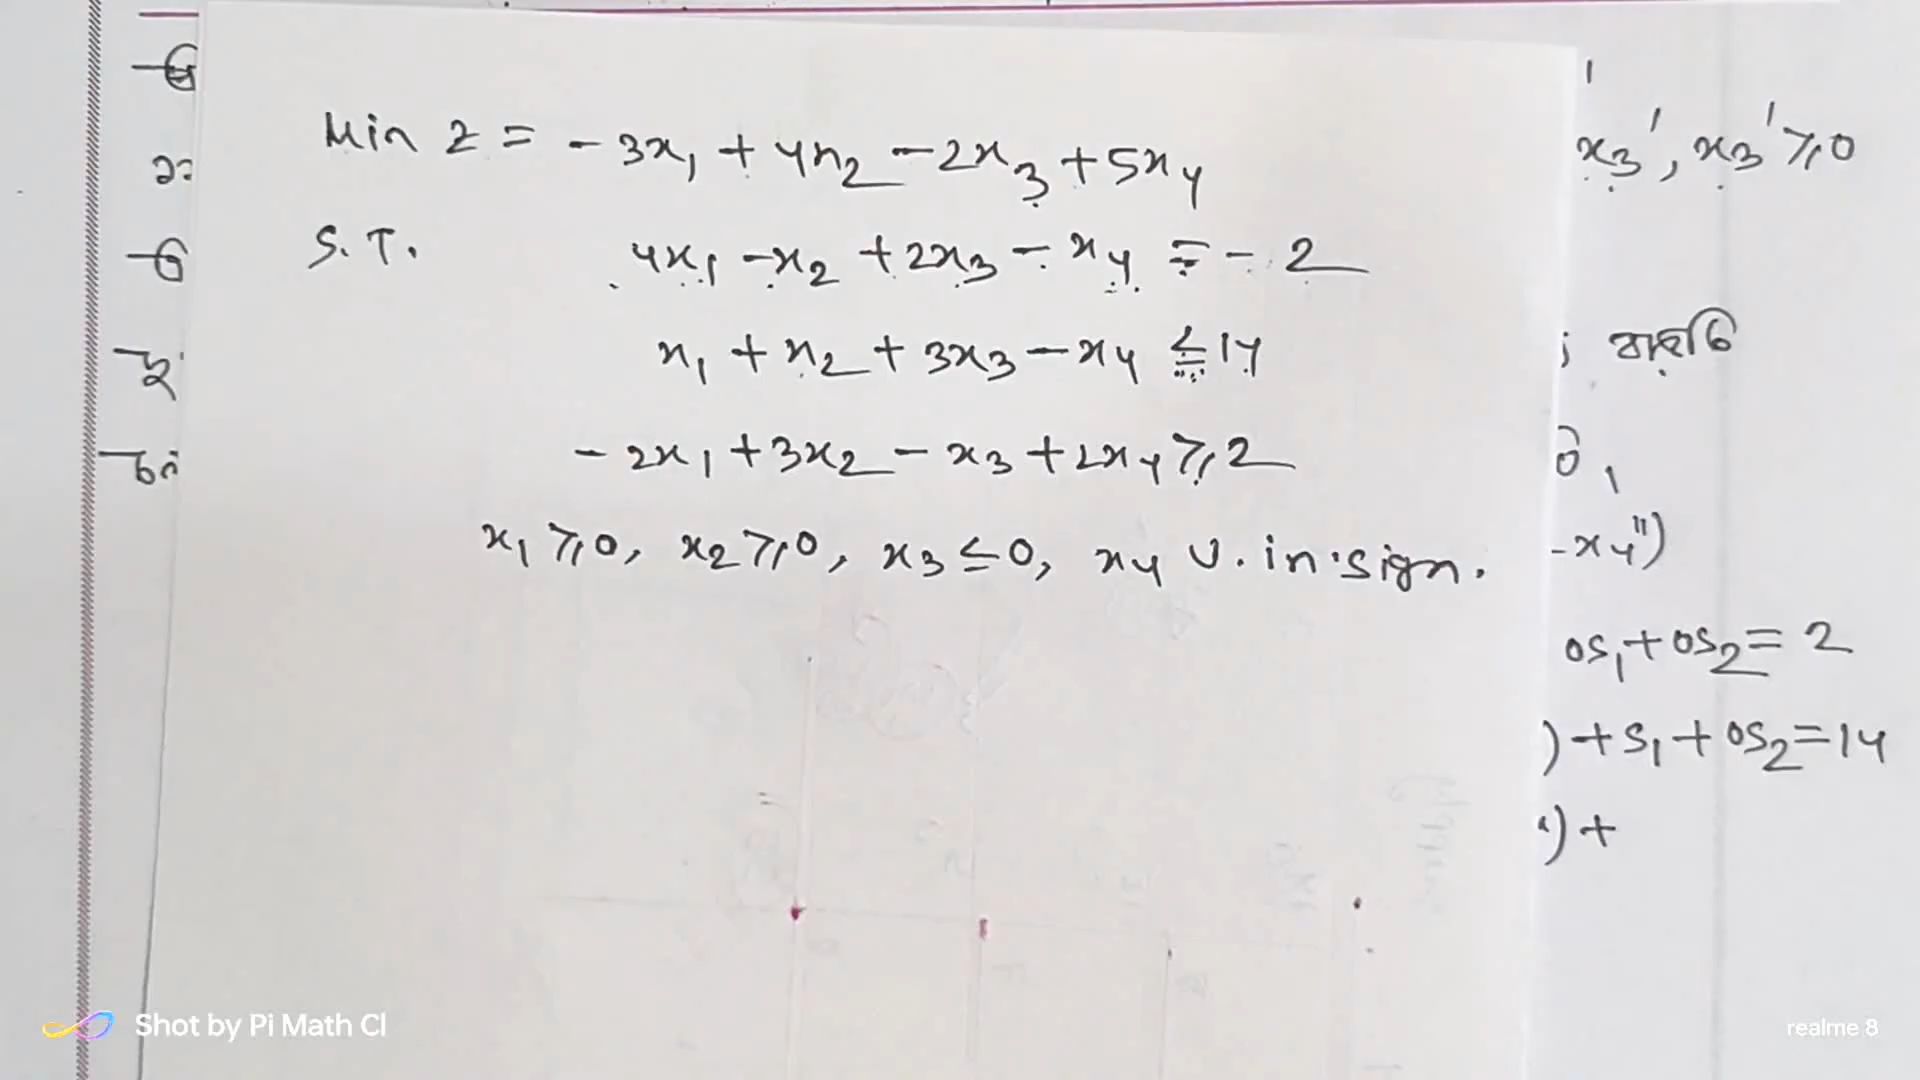 Min Z = -3x₁ + 4x₂ - 2x₃ + 5x₄
S.T.
4x₁ - x₂ + 2x₃ - x₄ = - 2
x₁ + x₂ + 3x₃ - x₄ ≤ 14
- 2x₁ + 3x₂ - x₃ + 2x₄ ≥ 2
x₁ ≥ 0, x₂ ≥ 0, x₃ ≤ 0, x₄ U. in sign.
x₃', x₃' ≥ 0
-x₄")
0S₁ + 0S₂ = 2
) + S₁ + 0S₂ = 14
) +
Shot by Pi Math Cl
realme 8